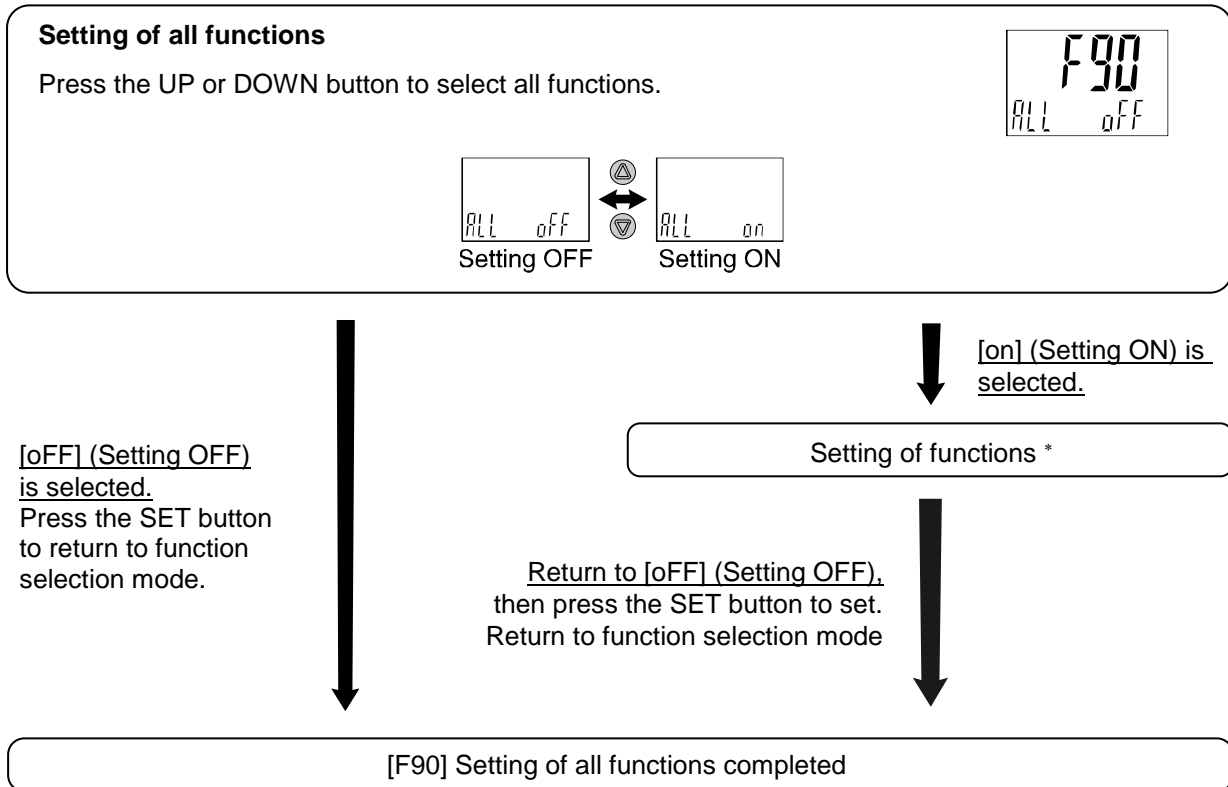 Setting of all functions
Press the UP or DOWN button to select all functions.
F90
ALL oFF
ALL oFF
ALL on
Setting OFF
Setting ON
[on] (Setting ON) is
selected.
Setting of functions *
[oFF] (Setting OFF)
is selected.
Press the SET button
to return to function
selection mode.
Return to [oFF] (Setting OFF),
then press the SET button to set.
Return to function selection mode
[F90] Setting of all functions completed